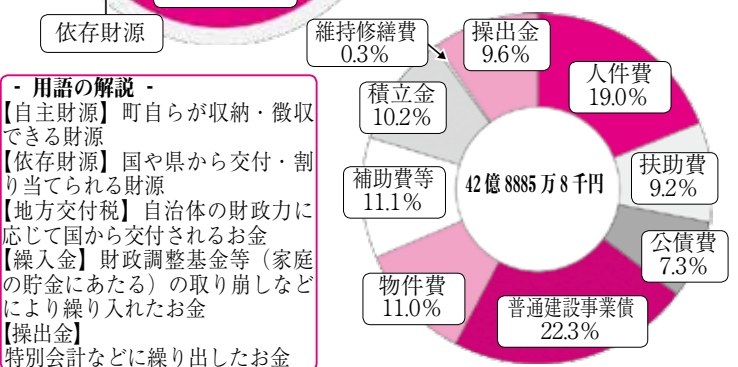 依存財源
- 用語の解説 -
【自主財源】町自らが収納・徴収
できる財源
【依存財源】国や県から交付・割
り当てられる財源
【地方交付税】自治体の財政力に
応じて国から交付されるお金
【繰入金】財政調整基金等（家庭
の貯金にあたる）の取り崩しなど
により繰り入れたお金
【操出金】
特別会計などに繰り出したお金
維持修繕費
0.3%
操出金
9.6%
人件費
19.0%
積立金
10.2%
扶助費
9.2%
補助費等
11.1%
42億8885万8千円
公債費
7.3%
物件費
11.0%
普通建設事業債
22.3%